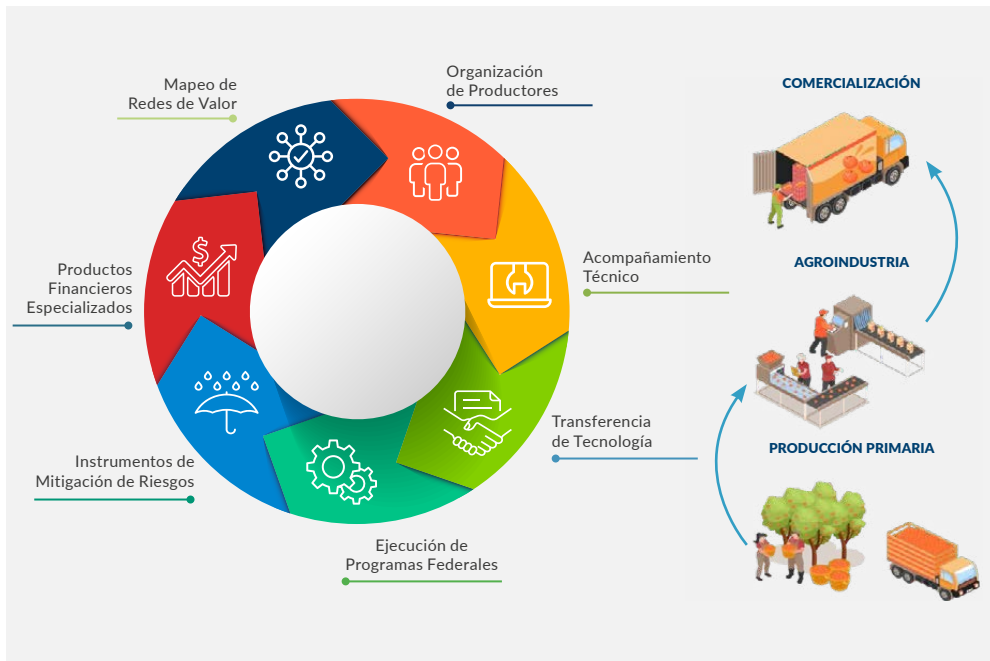 Mapeo de
Redes de Valor
Organización
de Productores
Acompañamiento
Técnico
Transferencia
de Tecnología
Ejecución de
Programas Federales
Instrumentos de
Mitigación de Riesgos
Productos
Financieros
Especializados
$
COMERCIALIZACIÓN
AGROINDUSTRIA
PRODUCCIÓN PRIMARIA